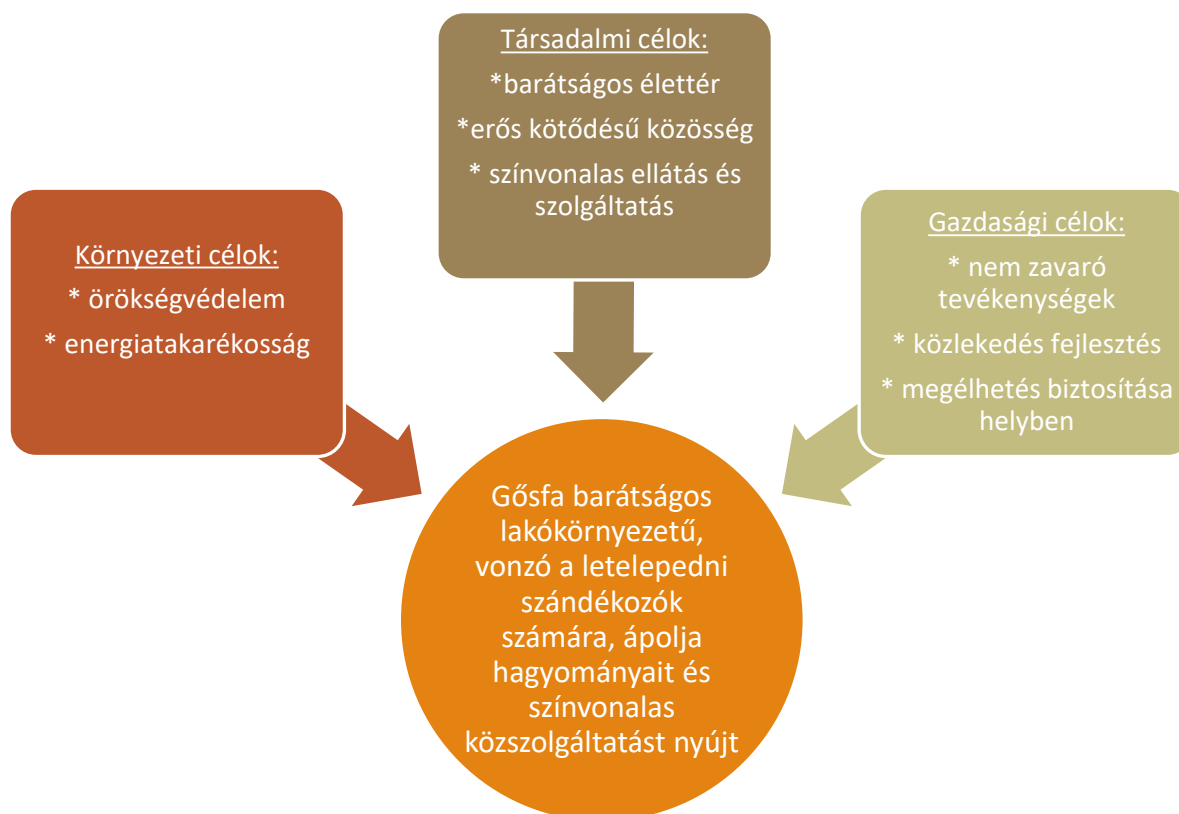 Társadalmi célok:
*barátságos élettér
*erős kötődésű közösség
* színvonalas ellátás és
szolgáltatás
Környezeti célok:
* örökségvédelem
* energiatakarékosság
Gazdasági célok:
* nem zavaró
tevékenységek
* közlekedés fejlesztés
* megélhetés biztosítása
helyben
Gősfa barátságos
lakókörnyezetű,
vonzó a letelepedni
szándékozók
számára, ápolja
hagyományait és
színvonalas
közszolgáltatást nyújt